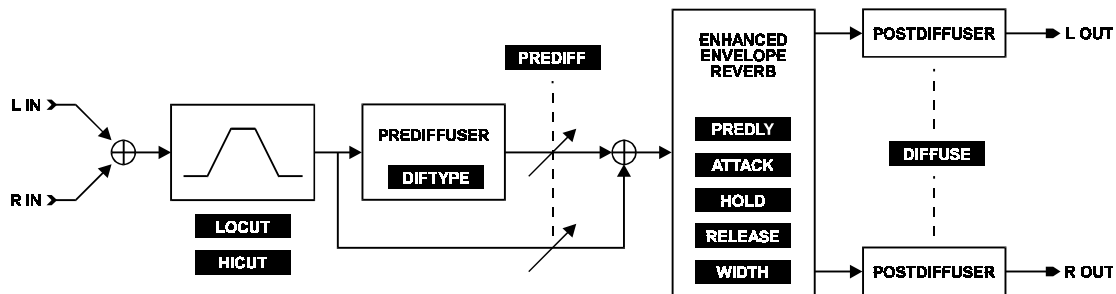 L IN
R IN
LOCUT
HICUT
PREDIFFUSER
DIFTYPE
PREDIFF
ENHANCED
ENVELOPE
REVERB
PREDLY
ATTACK
HOLD
RELEASE
WIDTH
POSTDIFFUSER
L OUT
DIFFUSE
POSTDIFFUSER
R OUT